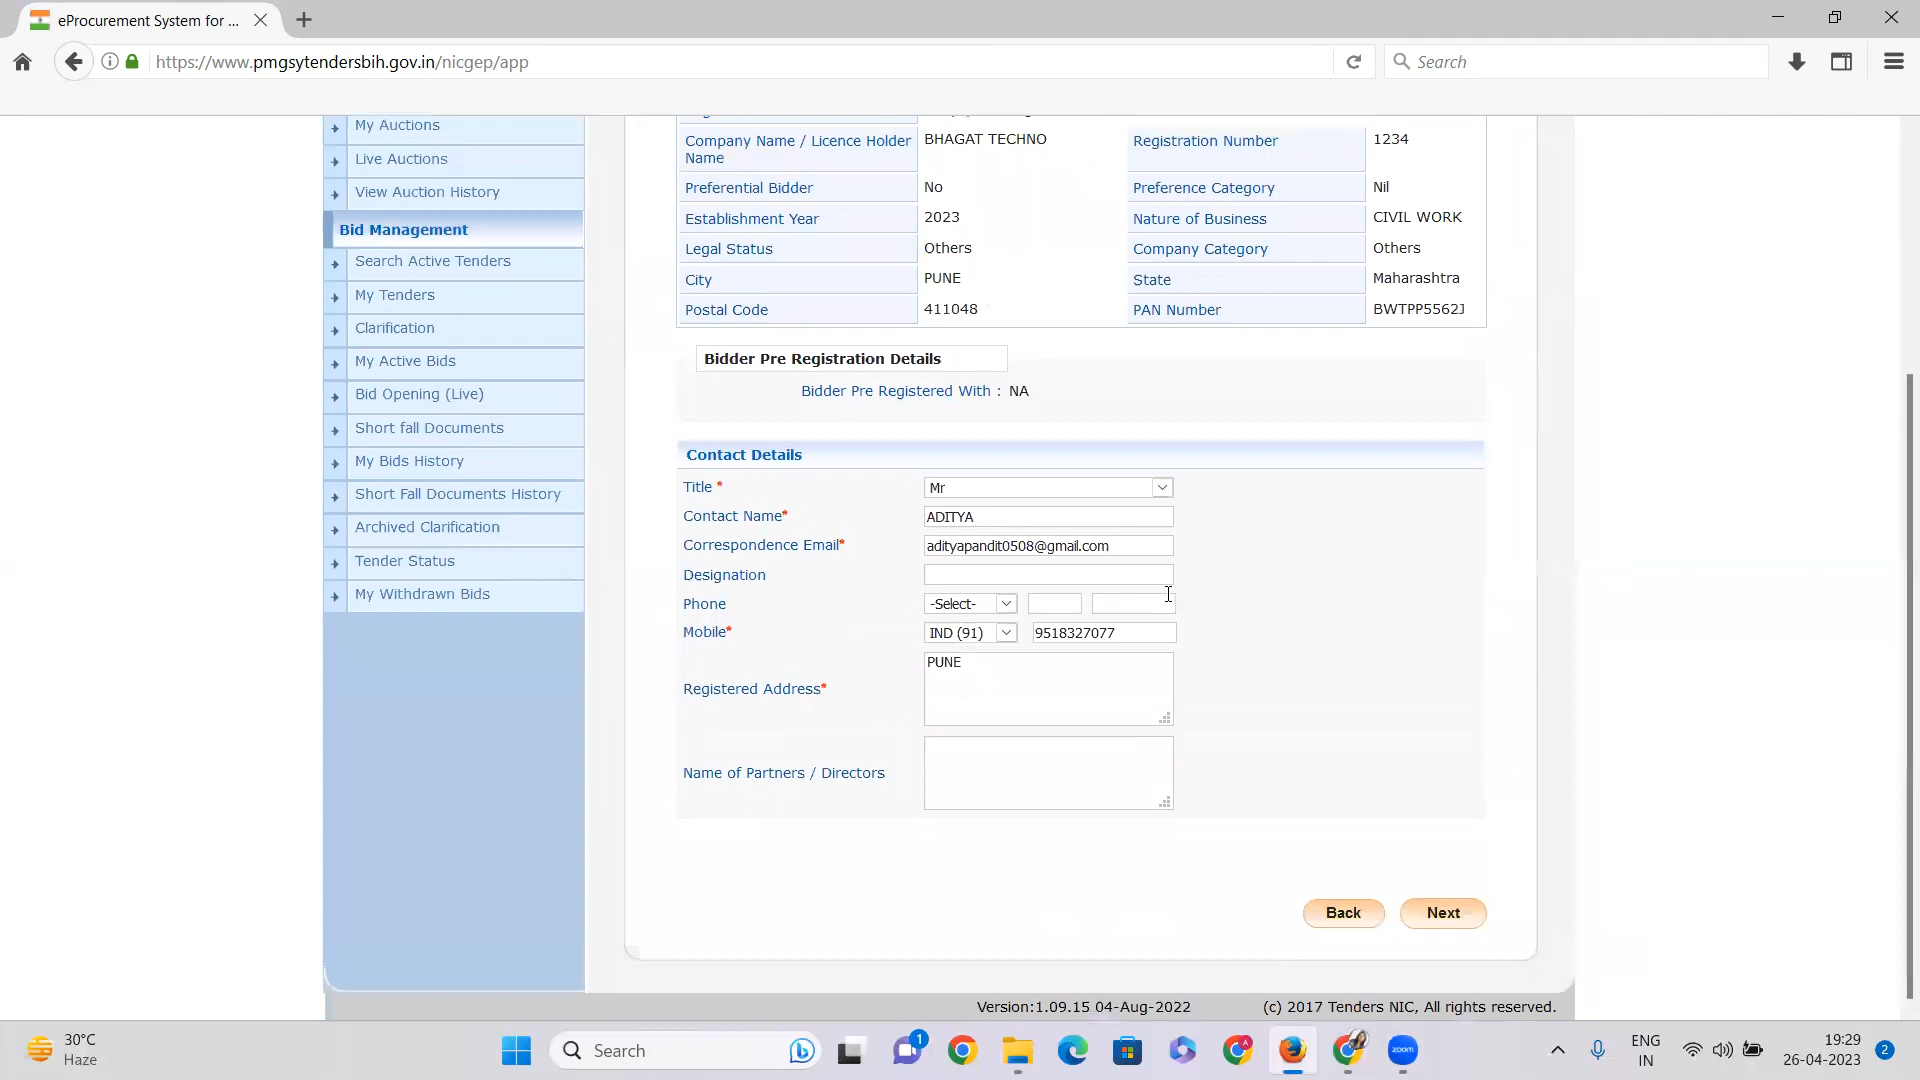 eProcurement System for ...
https://www.pmgsytendersbih.gov.in/nicgep/app
Search
My Auctions
Live Auctions
View Auction History
Bid Management
Search Active Tenders
My Tenders
Clarification
My Active Bids
Bid Opening (Live)
Short fall Documents
My Bids History
Short Fall Documents History
Archived Clarification
Tender Status
My Withdrawn Bids
Company Name / Licence Holder Name BHAGAT TECHNO Registration Number 1234
Preferential Bidder No Preference Category Nil
Establishment Year 2023 Nature of Business CIVIL WORK
Legal Status Others Company Category Others
City PUNE State Maharashtra
Postal Code 411048 PAN Number BWTPP5562J
Bidder Pre Registration Details
Bidder Pre Registered With : NA
Contact Details
Title * Mr
Contact Name* ADITYA
Correspondence Email* adityapandit0508@gmail.com
Designation
Phone -Select-
Mobile* IND (91) 9518327077
Registered Address* PUNE
Name of Partners / Directors
Back Next
Version:1.09.15 04-Aug-2022 (c) 2017 Tenders NIC, All rights reserved.
30°C
Haze
Search
1
A
zoom
ENG
IN
19:29
26-04-2023
2